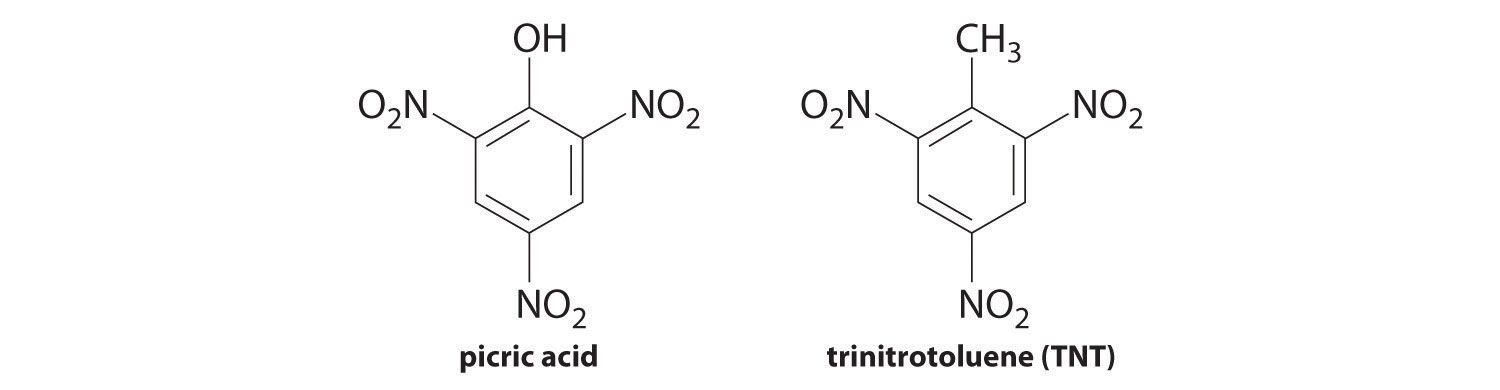 OH CH₃
O₂N NO₂ O₂N NO₂
NO₂ NO₂
picric acid trinitrotoluene (TNT)